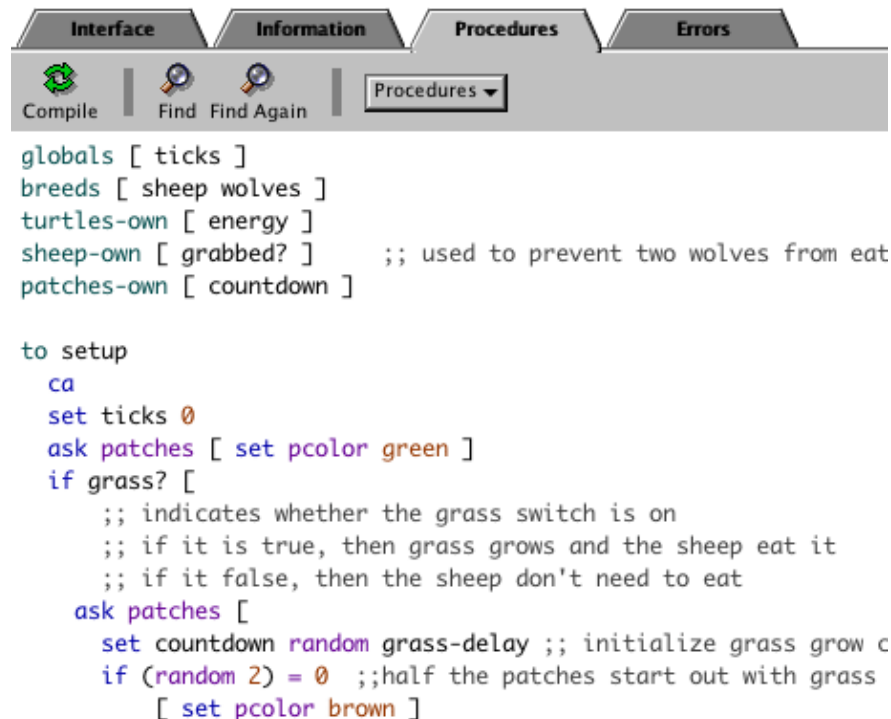 Interface Information Procedures Errors
Compile Find Find Again Procedures
globals [ ticks ]
breeds [ sheep wolves ]
turtles-own [ energy ]
sheep-own [ grabbed? ] ;; used to prevent two wolves from eat
patches-own [ countdown ]
to setup
ca
set ticks 0
ask patches [ set pcolor green ]
if grass? [
;; indicates whether the grass switch is on
;; if it is true, then grass grows and the sheep eat it
;; if it false, then the sheep don't need to eat
ask patches [
set countdown random grass-delay ;; initialize grass grow c
if (random 2) = 0 ;;half the patches start out with grass
[ set pcolor brown ]